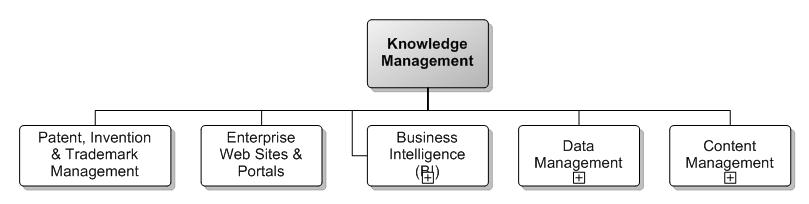 Knowledge
Management
Patent, Invention
& Trademark
Management
Enterprise
Web Sites &
Portals
Business
Intelligence
(BI)
Data
Management
Content
Management